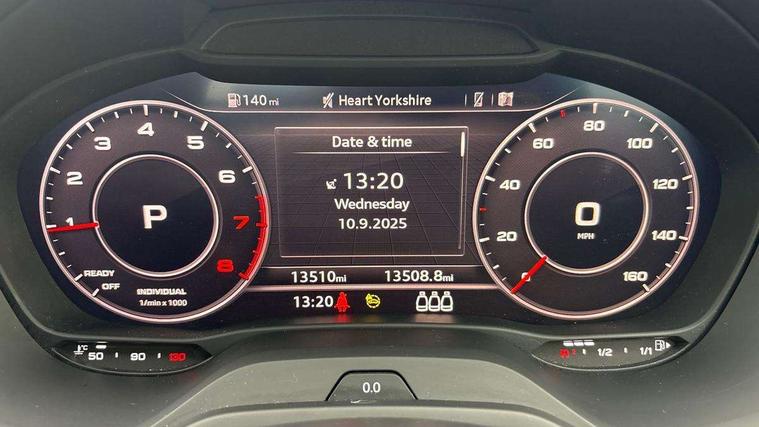 140 mi
Heart Yorkshire
Date & time
13:20
Wednesday
10.9.2025
13510mi
13508.8mi
13:20
1
2
3
4
5
6
7
8
P
READY
OFF
INDIVIDUAL
1/min x 1000
0
20
40
60
80
100
120
140
160
0
MPH
°C
50
90
130
1/2
1/1
0.0